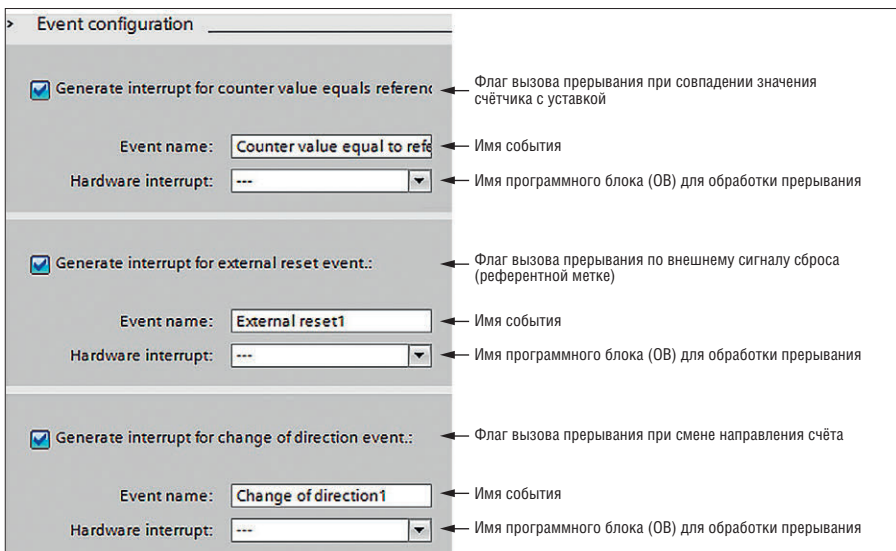 > Event configuration
Generate interrupt for counter value equals referenc
Флаг вызова прерывания при совпадении значения
счётчика с уставкой
Event name: Counter value equal to refe
Имя события
Hardware interrupt: ---
Имя программного блока (OB) для обработки прерывания
Generate interrupt for external reset event.:
Флаг вызова прерывания по внешнему сигналу сброса
(референтной метке)
Event name: External reset1
Имя события
Hardware interrupt: ---
Имя программного блока (OB) для обработки прерывания
Generate interrupt for change of direction event.:
Флаг вызова прерывания при смене направления счёта
Event name: Change of direction1
Имя события
Hardware interrupt: ---
Имя программного блока (OB) для обработки прерывания